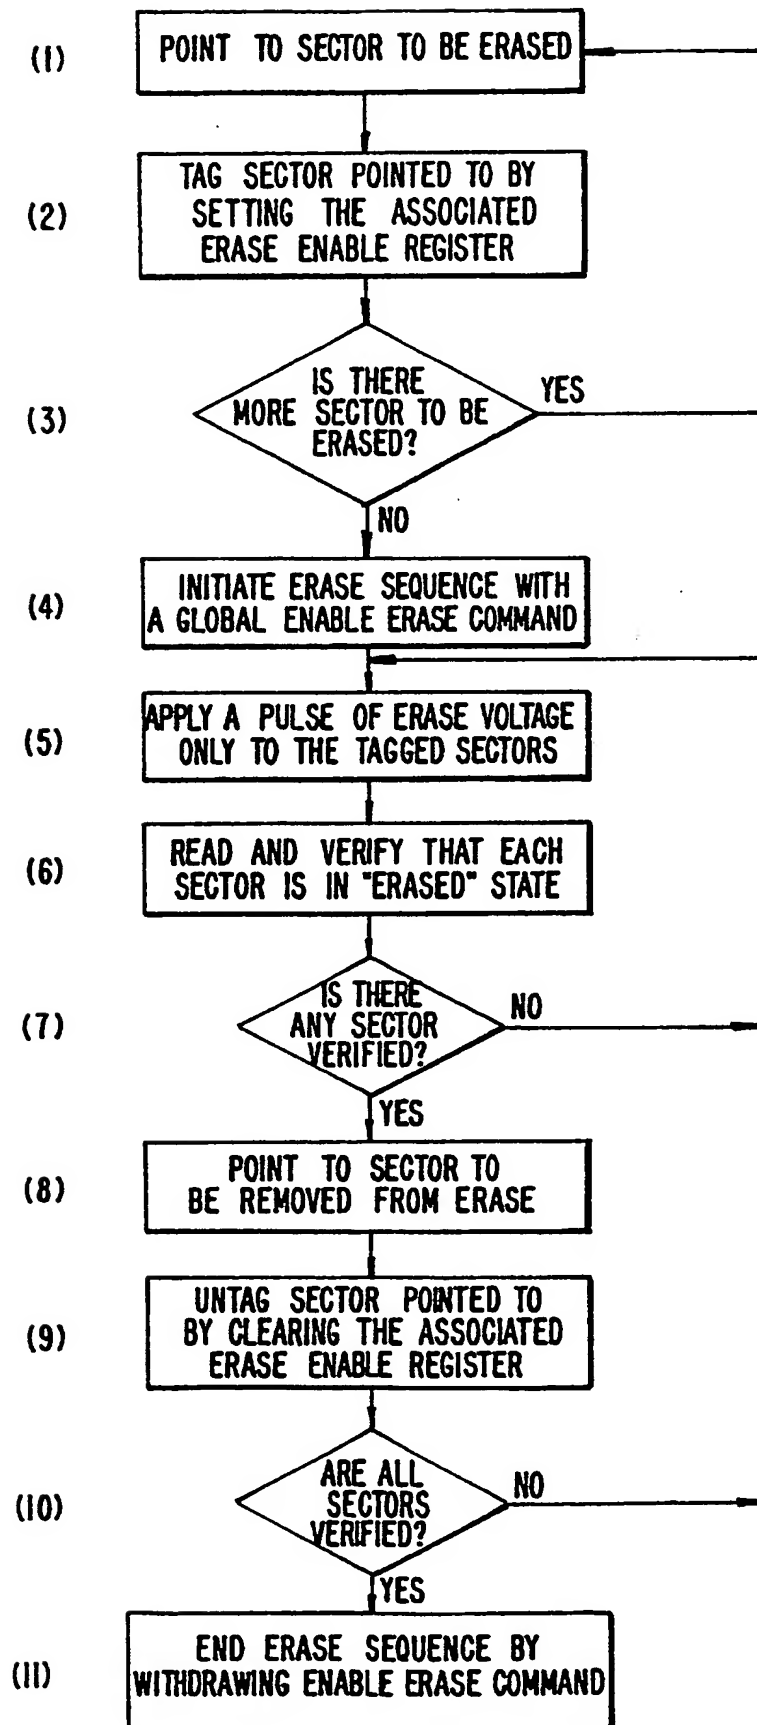 (1)
POINT TO SECTOR TO BE ERASED
(2)
TAG SECTOR POINTED TO BY
SETTING THE ASSOCIATED
ERASE ENABLE REGISTER
(3)
IS THERE
MORE SECTOR TO BE
ERASED?
YES
NO
(4)
INITIATE ERASE SEQUENCE WITH
A GLOBAL ENABLE ERASE COMMAND
(5)
APPLY A PULSE OF ERASE VOLTAGE
ONLY TO THE TAGGED SECTORS
(6)
READ AND VERIFY THAT EACH
SECTOR IS IN "ERASED" STATE
(7)
IS THERE
ANY SECTOR
VERIFIED?
NO
YES
(8)
POINT TO SECTOR TO
BE REMOVED FROM ERASE
(9)
UNTAG SECTOR POINTED TO
BY CLEARING THE ASSOCIATED
ERASE ENABLE REGISTER
(10)
ARE ALL
SECTORS
VERIFIED?
NO
YES
(11)
END ERASE SEQUENCE BY
WITHDRAWING ENABLE ERASE COMMAND